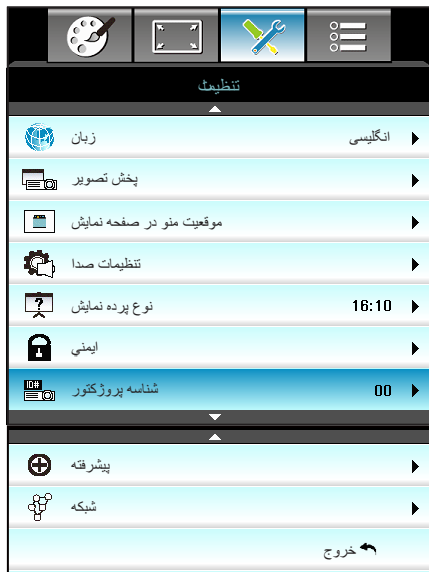 تنظیمات
زبان انگلیسی
پخش تصویر
موقعیت منو در صفحه نمایش
تنظیمات صدا
نوع پرده نمایش 16:10
?
ایمني
ID#
شناسه پروژکتور 00
پیشرفته
شبکه
خروج